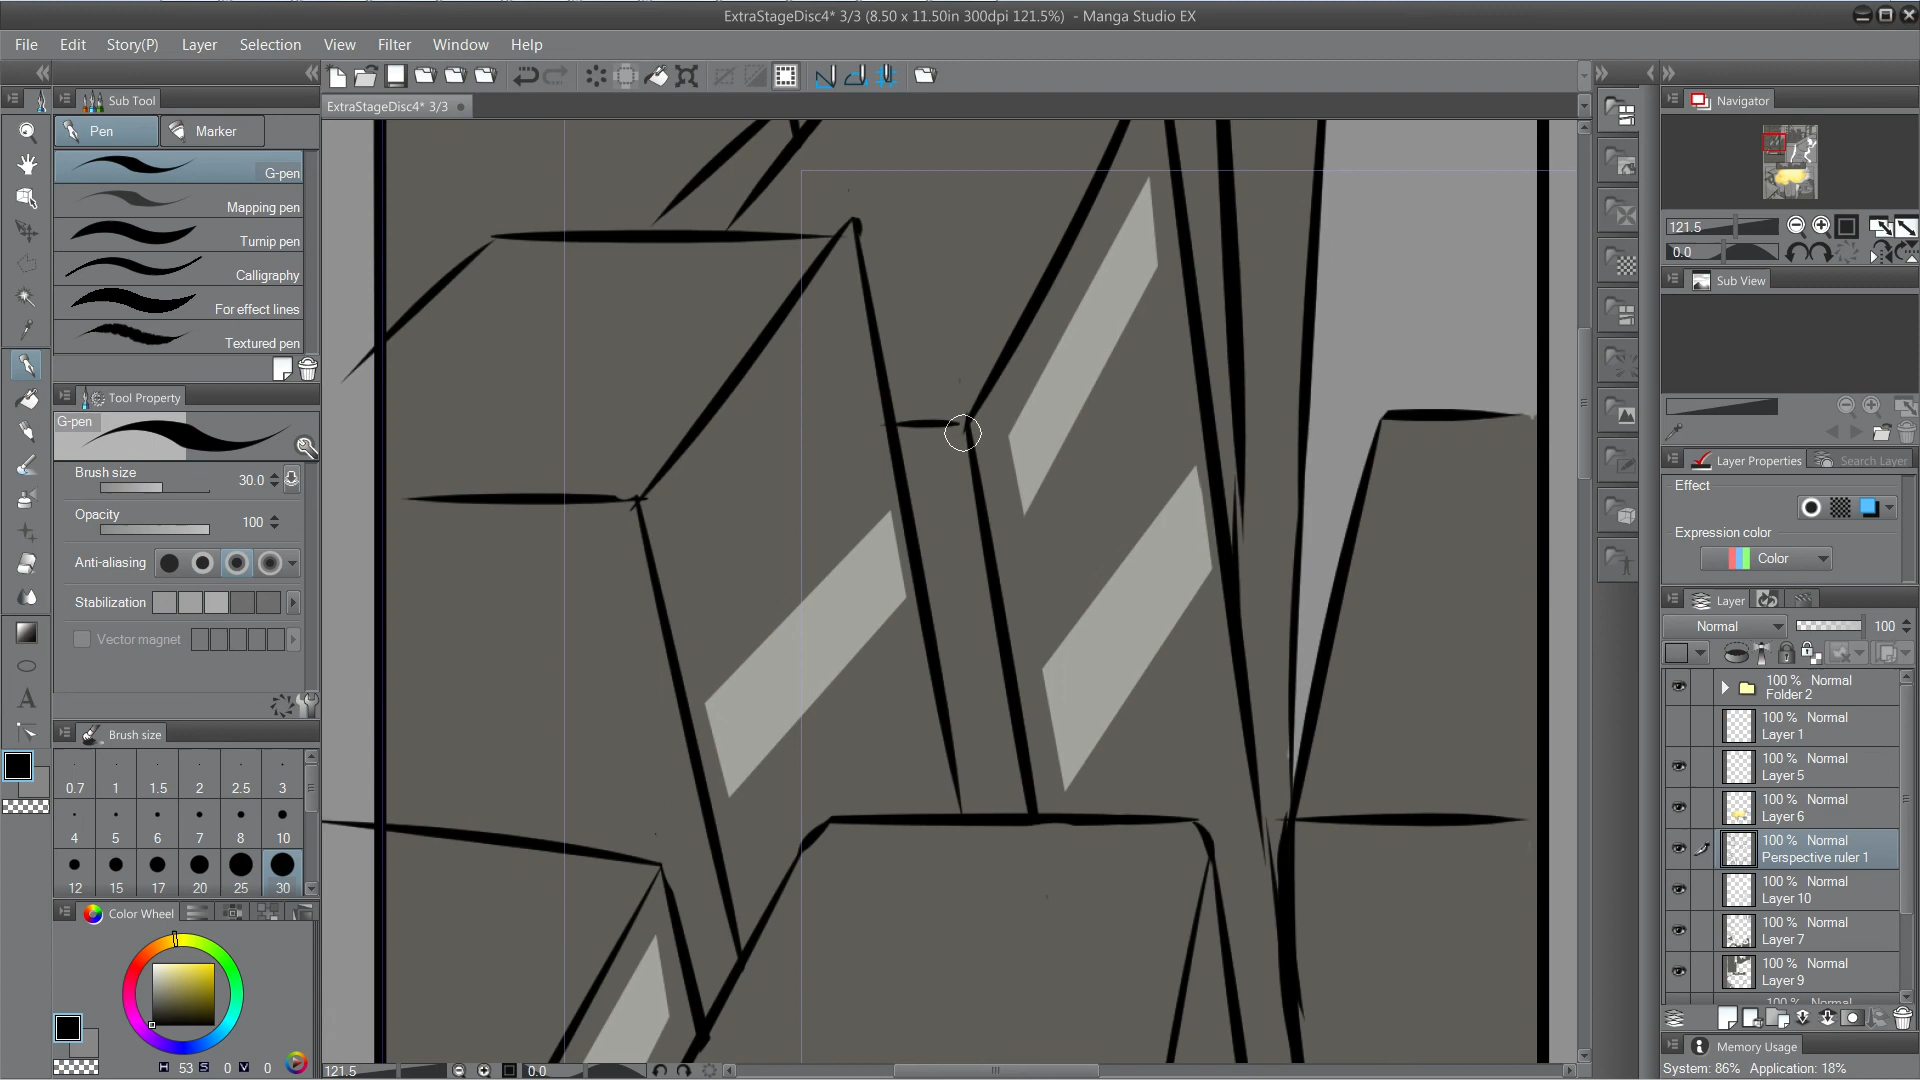 ExtraStageDisc4* 3/3 (8.50 x 11.50in 300dpi 121.5%) - Manga Studio EX
File Edit Story(P) Layer Selection View Filter Window Help
Sub Tool
ExtraStageDisc4* 3/3
Pen Marker
G-pen
Mapping pen
Turnip pen
Calligraphy
For effect lines
Textured pen
Tool Property
G-pen
Brush size 30.0
Opacity 100
Anti-aliasing
Stabilization
Vector magnet
Brush size
0.7 1 1.5 2 2.5 3
4 5 6 7 8 10
12 15 17 20 25 30
Color Wheel
H 53 S 0 V 0
121.5 0.0
Navigator
121.5
0.0
Sub View
Layer Properties Search Layer
Effect
Expression color
Color
Layer
Normal 100
100 % Normal
Folder 2
100 % Normal
Layer 1
100 % Normal
Layer 5
100 % Normal
Layer 6
100 % Normal
Perspective ruler 1
100 % Normal
Layer 10
100 % Normal
Layer 7
100 % Normal
Layer 9
100 % Normal
Memory Usage
System: 86% Application: 18%